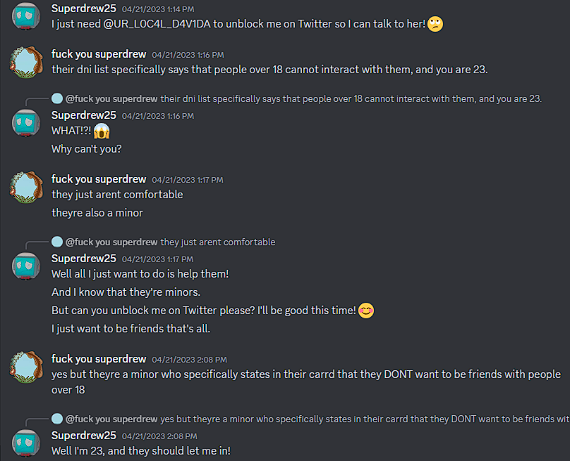 Superdrew25 04/21/2023 1:14 PM
I just need @UR_L0C4L_D4V1DA to unblock me on Twitter so I can talk to her!🙄
fuck you superdrew 04/21/2023 1:16 PM
their dni list specifically says that people over 18 cannot interact with them, and you are 23.
@fuck you superdrew their dni list specifically says that people over 18 cannot interact with them, and you are 23.
Superdrew25 04/21/2023 1:16 PM
WHAT!?! 😱
Why can't you?
fuck you superdrew 04/21/2023 1:17 PM
they just arent comfortable
theyre also a minor
@fuck you superdrew they just arent comfortable
Superdrew25 04/21/2023 1:17 PM
Well all I just want to do is help them!
And I know that they're minors.
But can you unblock me on Twitter please? I'll be good this time! 😊
I just want to be friends that's all.
fuck you superdrew 04/21/2023 2:08 PM
yes but theyre a minor who specifically states in their carrd that they DONT want to be friends with people
over 18
@fuck you superdrew yes but theyre a minor who specifically states in their carrd that they DONT want to be friends wit
Superdrew25 04/21/2023 2:08 PM
Well I'm 23, and they should let me in!